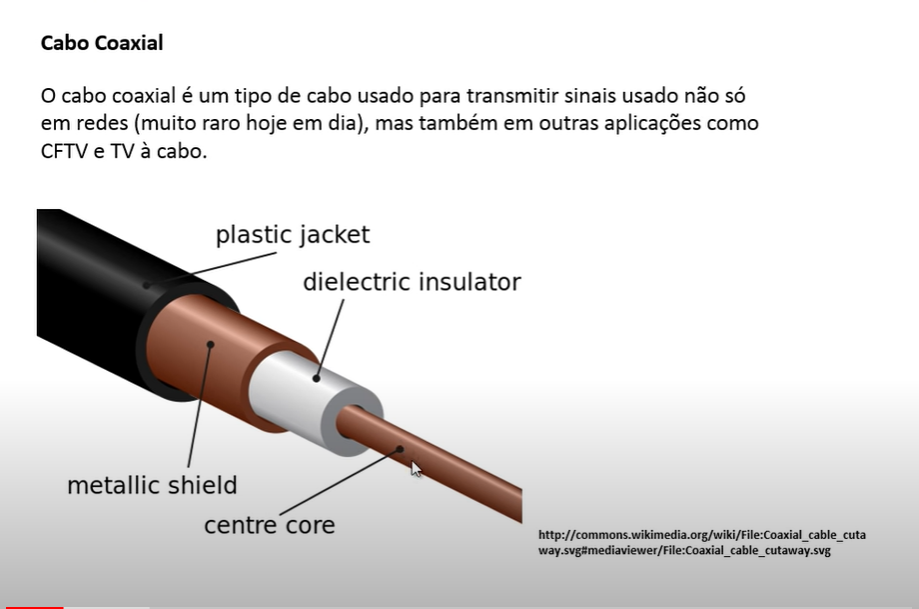 Cabo Coaxial
O cabo coaxial é um tipo de cabo usado para transmitir sinais usado não só
em redes (muito raro hoje em dia), mas também em outras aplicações como
CFTV e TV à cabo.
plastic jacket
dielectric insulator
metallic shield
centre core
http://commons.wikimedia.org/wiki/File:Coaxial_cable_cuta
way.svg#mediaviewer/File:Coaxial_cable_cutaway.svg